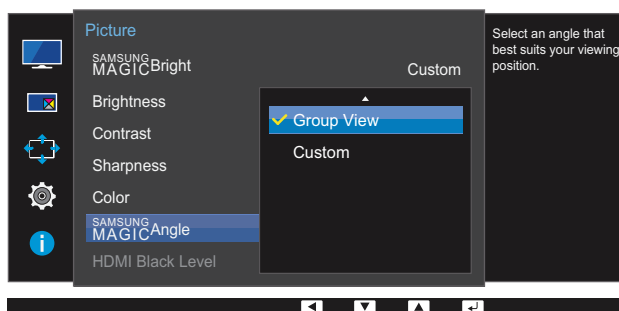 Picture
SAMSUNG
MAGICBright Custom
Brightness
Contrast
Sharpness
Color
SAMSUNG
MAGICAngle
HDMI Black Level
Group View
Custom
Select an angle that
best suits your viewing
position.